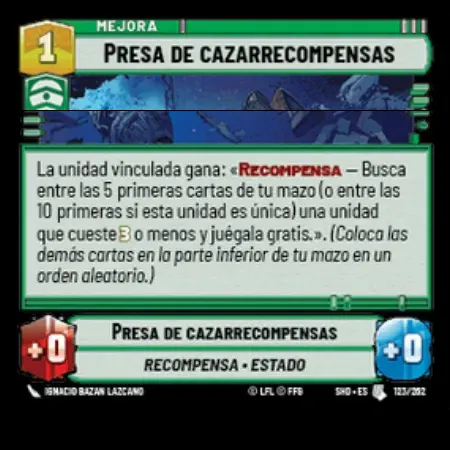 MEJORA
1
PRESA DE CAZARRECOMPENSAS
La unidad vinculada gana: «RECOMPENSA – Busca
entre las 5 primeras cartas de tu mazo (o entre las
10 primeras si esta unidad es única) una unidad
que cueste 3 o menos y juégala gratis.». (Coloca las
demás cartas en la parte inferior de tu mazo en un
orden aleatorio.)
PRESA DE CAZARRECOMPENSAS
+0
RECOMPENSA • ESTADO
+0
IGNACIO BAZAN LAZCANO
© LFL © FFG
SHD • ES
123/262